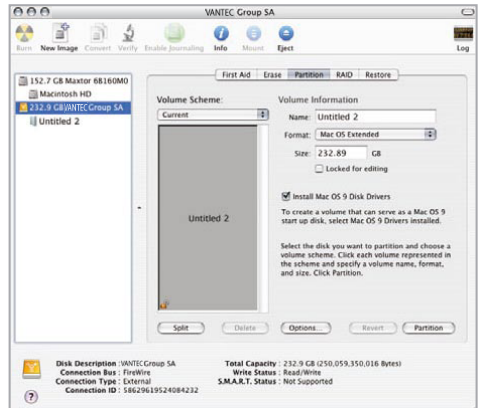 VANTEC Group SA
Burn New Image Convert Verify Enable Journaling Info Mount Eject Log
152.7 GB Maxtor 6B160M0
Macintosh HD
232.9 GB VANTEC Group SA
Untitled 2
First Aid Erase Partition RAID Restore
Volume Scheme:
Current
Untitled 2
Volume Information
Name: Untitled 2
Format: Mac OS Extended
Size: 232.89 GB
Locked for editing
Install Mac OS 9 Disk Drivers
To create a volume that can serve as a Mac OS 9
start up disk, select Mac OS 9 Drivers installed.
Select the disk you want to partition and choose a
volume scheme. Click each volume represented in
the scheme and specify a volume name, format,
and size. Click Partition.
Split Delete Options... Revert Partition
Disk Description : VANTEC Group SA
Connection Bus : FireWire
Connection Type : External
Connection ID : 58629619524084232
Total Capacity : 232.9 GB (250,059,350,016 Bytes)
Write Status : Read/Write
S.M.A.R.T. Status : Not Supported
?